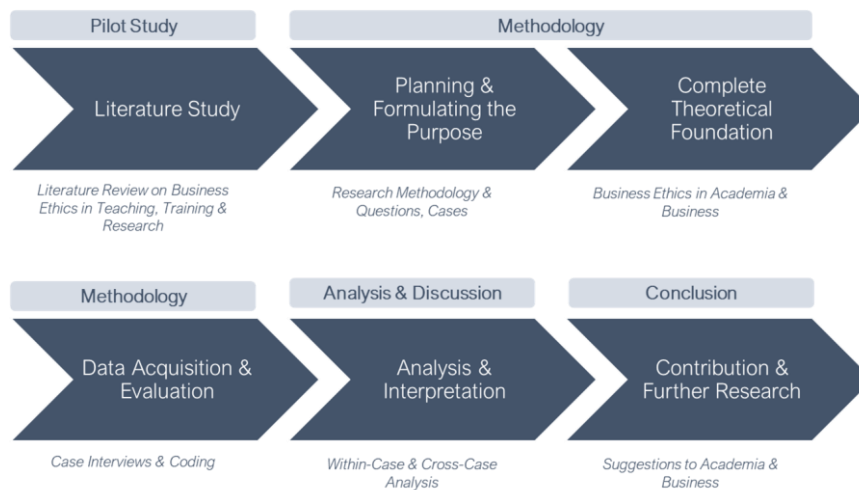 Pilot Study
Methodology
Literature Study
Planning &
Formulating the
Purpose
Complete
Theoretical
Foundation
Literature Review on Business
Ethics in Teaching, Training &
Research
Research Methodology &
Questions, Cases
Business Ethics in Academia &
Business
Methodology
Analysis & Discussion
Conclusion
Data Acquisition &
Evaluation
Analysis &
Interpretation
Contribution &
Further Research
Case Interviews & Coding
Within-Case & Cross-Case
Analysis
Suggestions to Academia &
Business